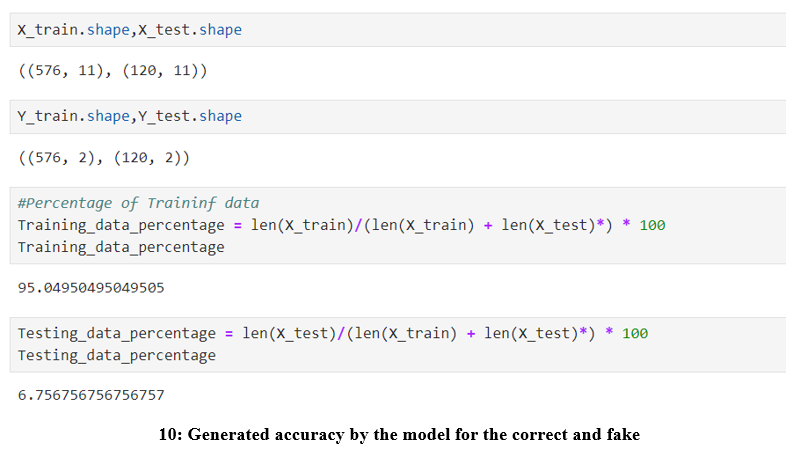 X_train.shape,X_test.shape
((576, 11), (120, 11))
Y_train.shape,Y_test.shape
((576, 2), (120, 2))
#Percentage of Traininf data
Training_data_percentage = len(X_train)/(len(X_train) + len(X_test)*) * 100
Training_data_percentage
95.04950495049505
Testing_data_percentage = len(X_test)/(len(X_train) + len(X_test)*) * 100
Testing_data_percentage
6.756756756756757
10: Generated accuracy by the model for the correct and fake